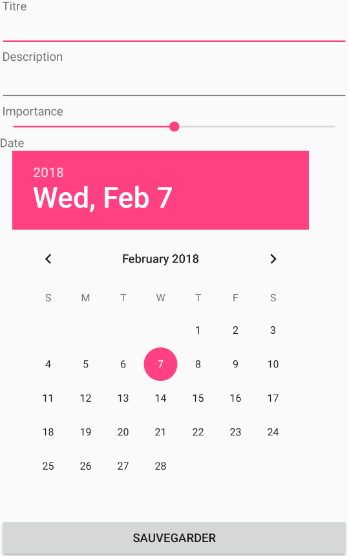 Titre
Description
Importance
Date
2018
Wed, Feb 7
February 2018
S M T W T F S
1 2 3
4 5 6 7 8 9 10
11 12 13 14 15 16 17
18 19 20 21 22 23 24
25 26 27 28
SAUVEGARDER